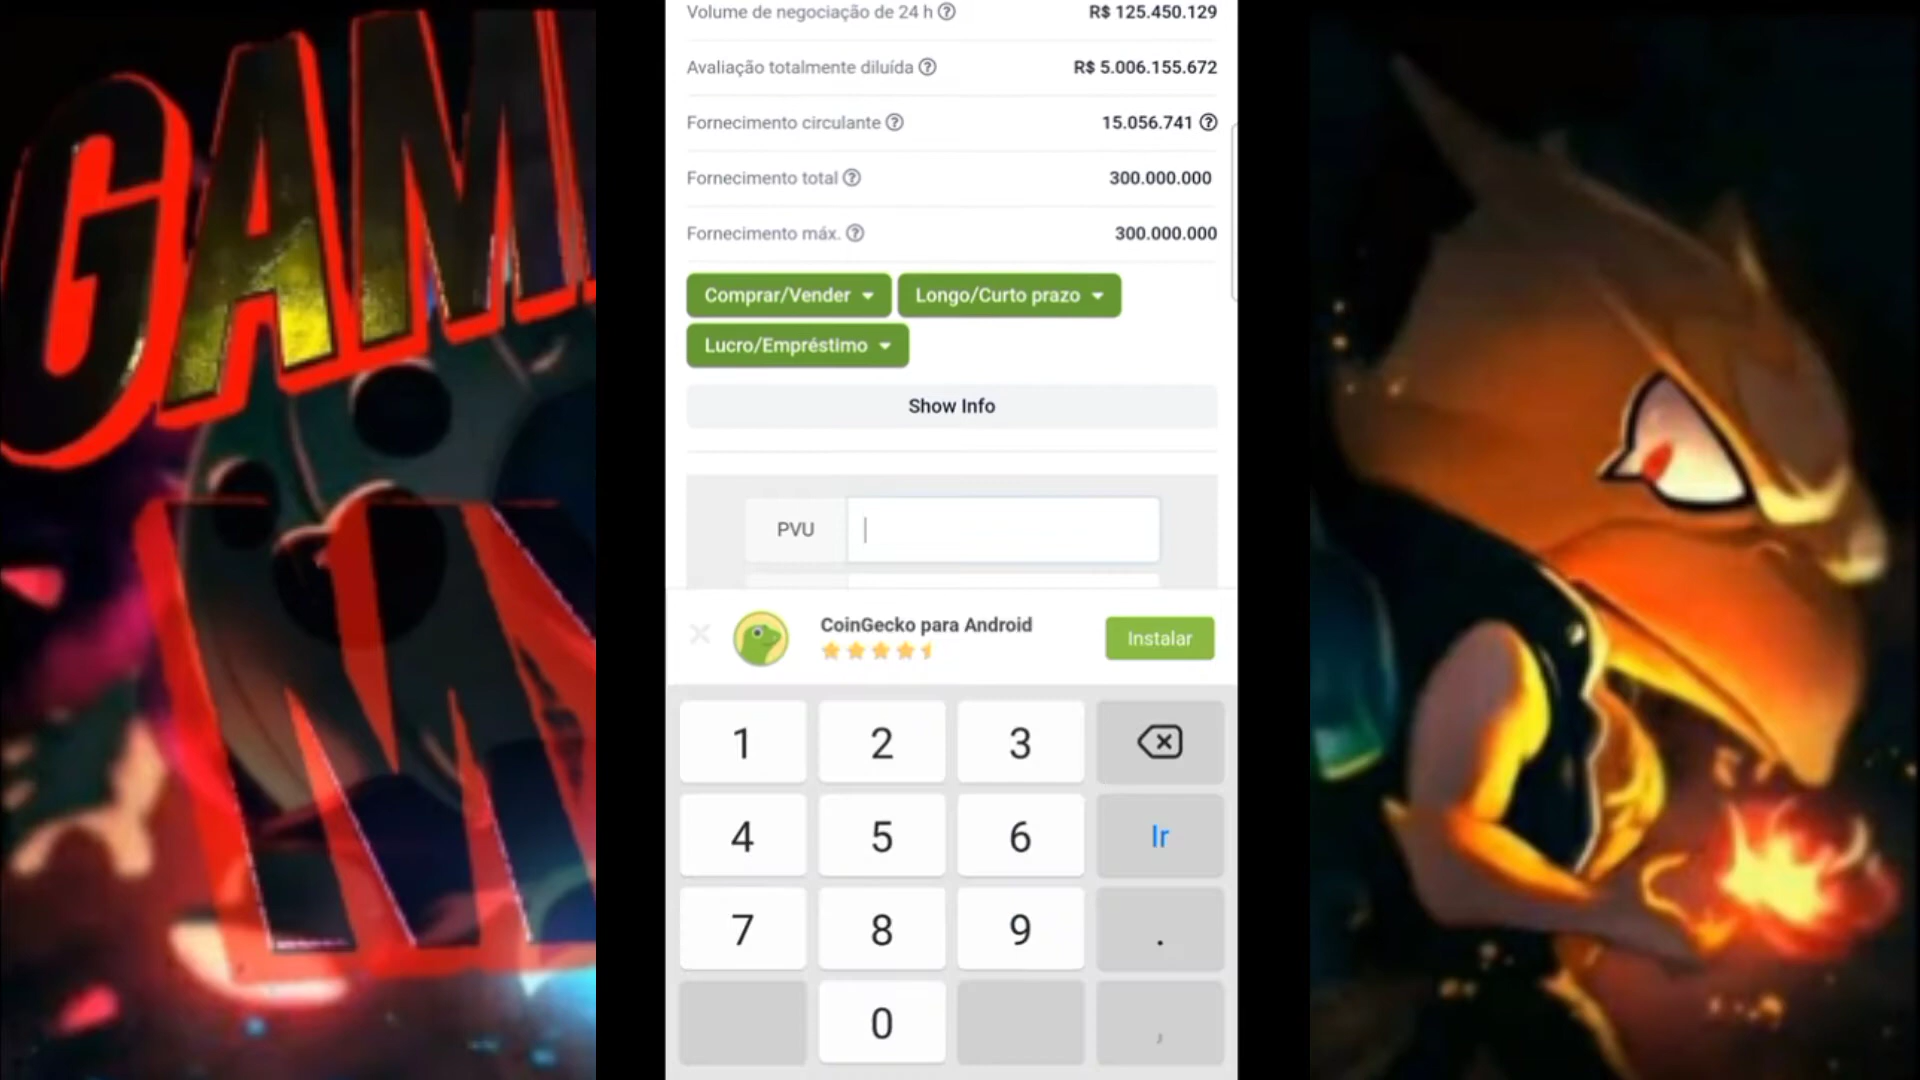 GAM
Volume de negociação de 24 h
R$ 125.450.129
Avaliação totalmente diluída
R$ 5.006.155.672
Fornecimento circulante
15.056.741
Fornecimento total
300.000.000
Fornecimento máx.
300.000.000
Comprar/Vender
Longo/Curto prazo
Lucro/Empréstimo
Show Info
PVU
CoinGecko para Android
Instalar
1 2 3
4 5 6 Ir
7 8 9 .
0 ,